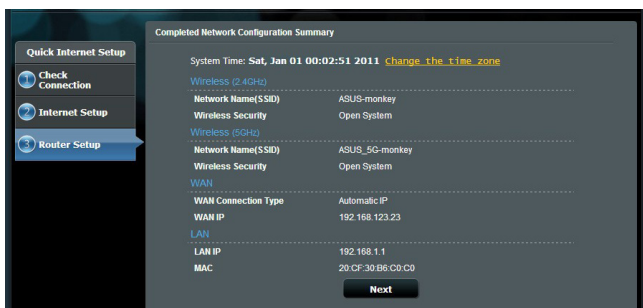 Completed Network Configuration Summary
Quick Internet Setup
1 Check Connection
2 Internet Setup
3 Router Setup
System Time: Sat, Jan 01 00:02:51 2011 Change the time zone
Wireless (2.4GHz)
Network Name(SSID) ASUS-monkey
Wireless Security Open System
Wireless (5GHz)
Network Name(SSID) ASUS_5G-monkey
Wireless Security Open System
WAN
WAN Connection Type Automatic IP
WAN IP 192.168.123.23
LAN
LAN IP 192.168.1.1
MAC 20:CF:30:B6:C0:C0
Next